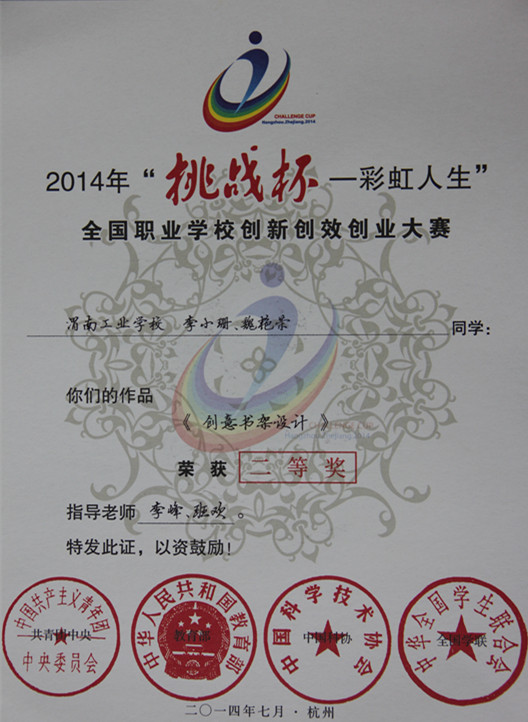 CHALLENGE CUP
Hangzhou, Zhejiang 2014
2014年“挑战杯—彩虹人生”
全国职业学校创新创效创业大赛
渭南工业学校 李小珊、魏艳荣 同学：
你们的作品
《 创意书架设计 》
荣获 二等奖
指导老师 李峰、班欢 。
特发此证，以资鼓励！
中国共产主义青年团
共青团中央
中央委员会
中华人民共和国教育部
教育部
中国科学技术协会
中国科协
中华全国学生联合会
全国学联
二〇一四年七月·杭州